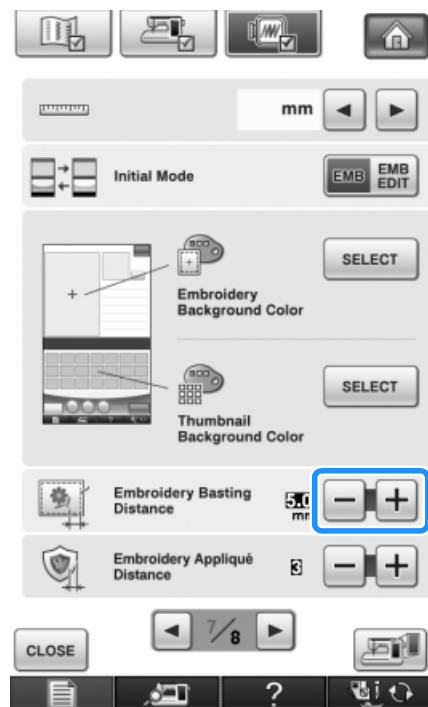 mm
Initial Mode
EMB
EMB
EDIT
SELECT
Embroidery
Background Color
SELECT
Thumbnail
Background Color
Embroidery Basting
Distance
5.0
mm
− +
Embroidery Appliqué
Distance
3
− +
7/8
CLOSE
?